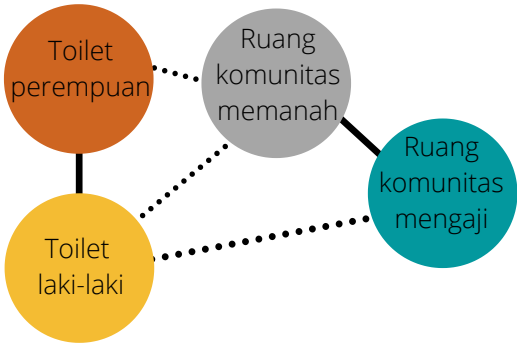 Toilet
perempuan
Ruang
komunitas
memanah
Ruang
komunitas
mengaji
Toilet
laki-laki